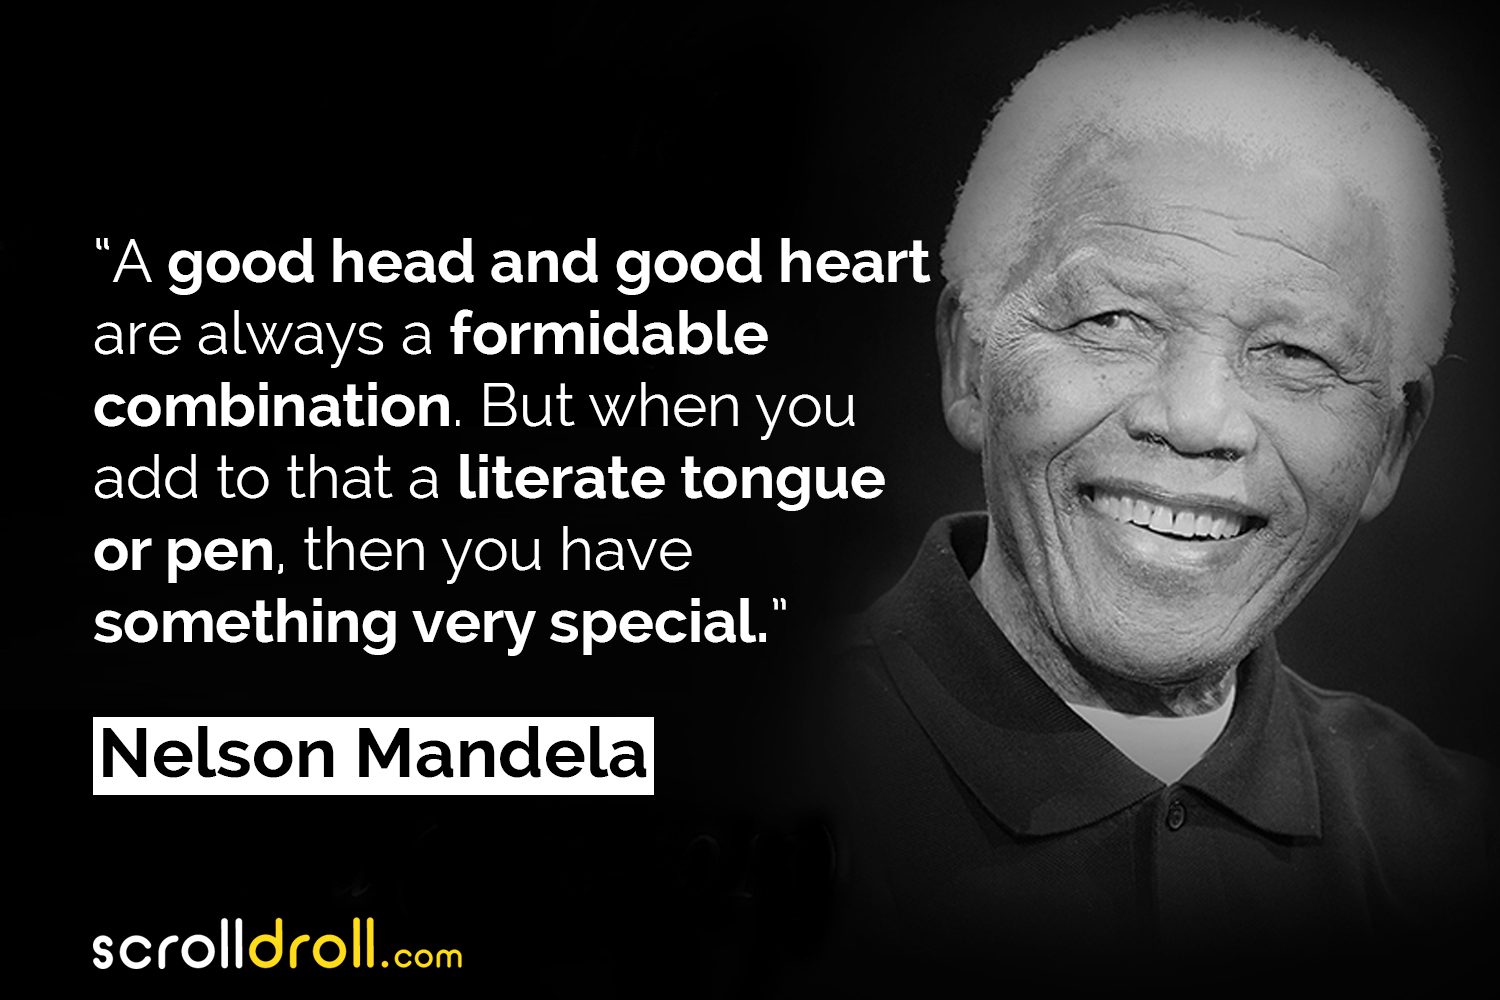 “A good head and good heart
are always a formidable
combination. But when you
add to that a literate tongue
or pen, then you have
something very special.”
Nelson Mandela
scrolldroll.com